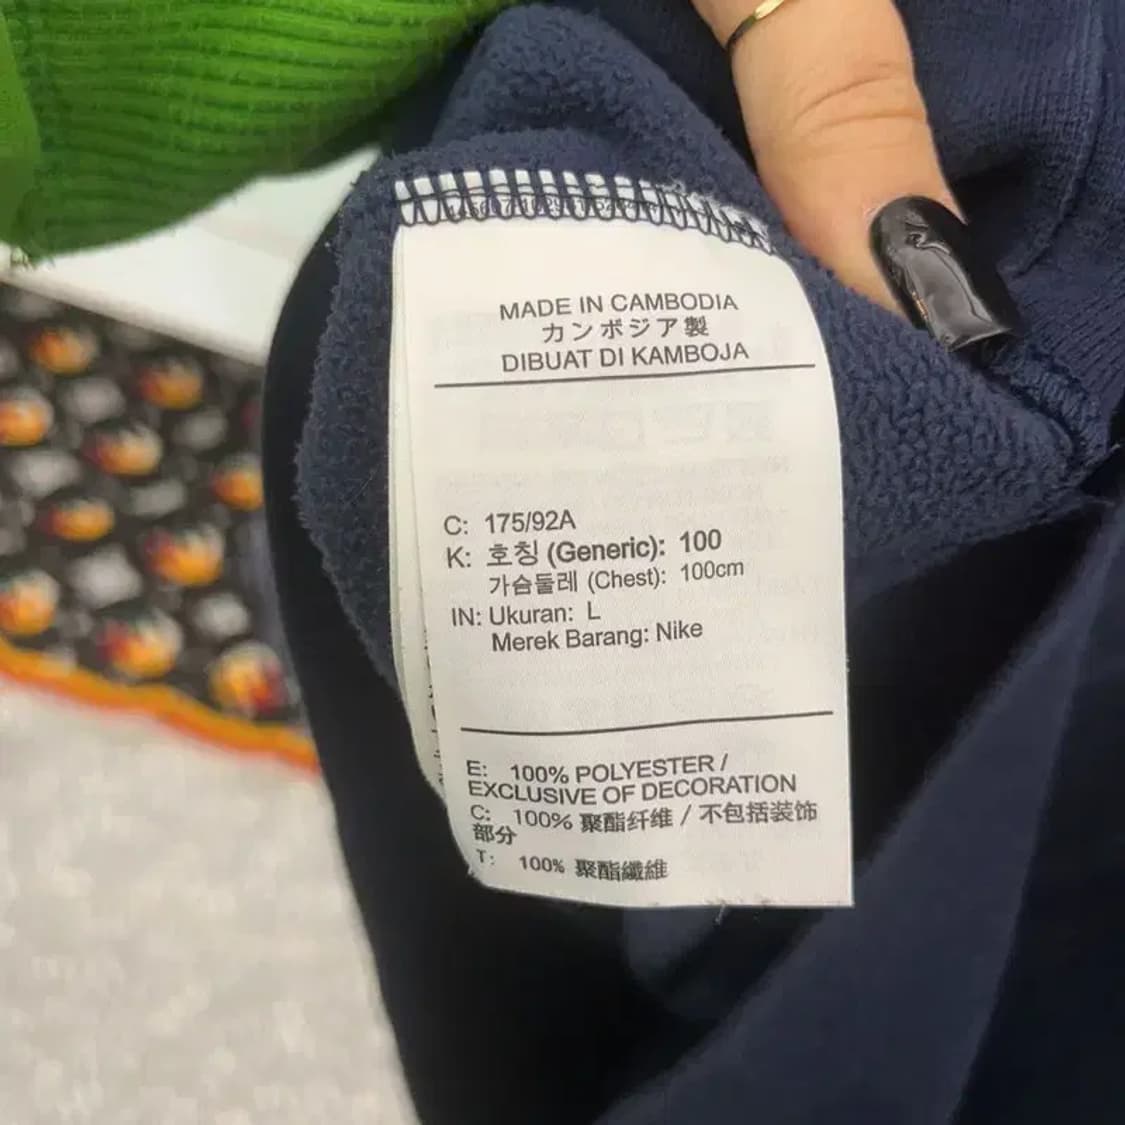 MADE IN CAMBODIA
カンボジア製
DIBUAT DI KAMBOJA
C: 175/92A
K: 호칭 (Generic): 100
가슴둘레 (Chest): 100cm
IN: Ukuran: L
Merek Barang: Nike
E: 100% POLYESTER /
EXCLUSIVE OF DECORATION
C: 100% 聚酯纤维 / 不包括装饰
部分
T: 100% 聚酯纖維